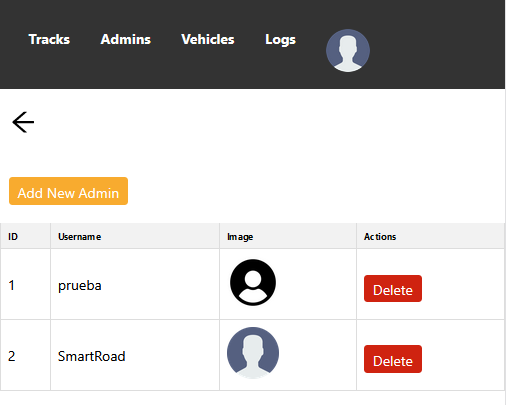 Tracks Admins Vehicles Logs
Add New Admin
ID Username Image Actions
1 prueba Delete
2 SmartRoad Delete